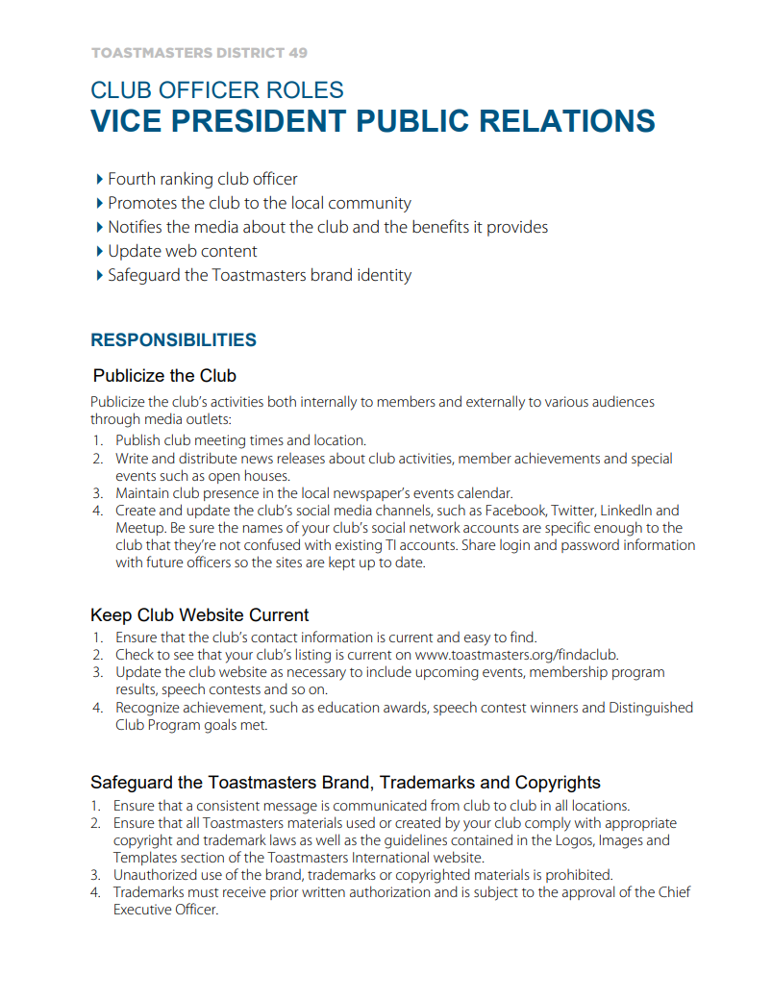 TOASTMASTERS DISTRICT 49
CLUB OFFICER ROLES
VICE PRESIDENT PUBLIC RELATIONS
Fourth ranking club officer
Promotes the club to the local community
Notifies the media about the club and the benefits it provides
Update web content
Safeguard the Toastmasters brand identity
RESPONSIBILITIES
Publicize the Club
Publicize the club's activities both internally to members and externally to various audiences
through media outlets:
1. Publish club meeting times and location.
2. Write and distribute news releases about club activities, member achievements and special
events such as open houses.
3. Maintain club presence in the local newspaper's events calendar.
4. Create and update the club's social media channels, such as Facebook, Twitter, LinkedIn and
Meetup. Be sure the names of your club's social network accounts are specific enough to the
club that they're not confused with existing TI accounts. Share login and password information
with future officers so the sites are kept up to date.
Keep Club Website Current
1. Ensure that the club's contact information is current and easy to find.
2. Check to see that your club's listing is current on www.toastmasters.org/findaclub.
3. Update the club website as necessary to include upcoming events, membership program
results, speech contests and so on.
4. Recognize achievement, such as education awards, speech contest winners and Distinguished
Club Program goals met.
Safeguard the Toastmasters Brand, Trademarks and Copyrights
1. Ensure that a consistent message is communicated from club to club in all locations.
2. Ensure that all Toastmasters materials used or created by your club comply with appropriate
copyright and trademark laws as well as the guidelines contained in the Logos, Images and
Templates section of the Toastmasters International website.
3. Unauthorized use of the brand, trademarks or copyrighted materials is prohibited.
4. Trademarks must receive prior written authorization and is subject to the approval of the Chief
Executive Officer.